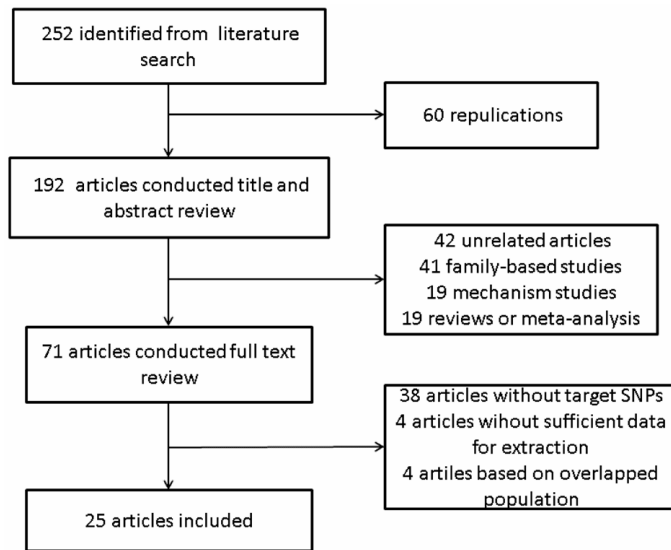 252 identified from literature
search
60 repulications
192 articles conducted title and
abstract review
42 unrelated articles
41 family-based studies
19 mechanism studies
19 reviews or meta-analysis
71 articles conducted full text
review
38 articles without target SNPs
4 articles wihout sufficient data
for extraction
4 artiles based on overlapped
population
25 articles included